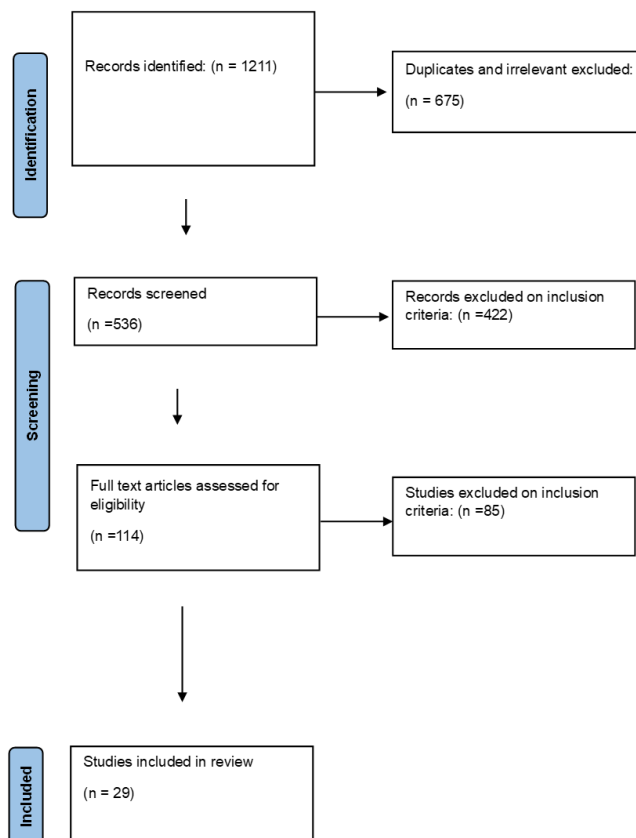 Identification
Records identified: (n = 1211)
Duplicates and irrelevant excluded:
(n = 675)
Screening
Records screened
(n =536)
Records excluded on inclusion
criteria: (n =422)
Full text articles assessed for
eligibility
(n =114)
Studies excluded on inclusion
criteria: (n =85)
Included
Studies included in review
(n = 29)